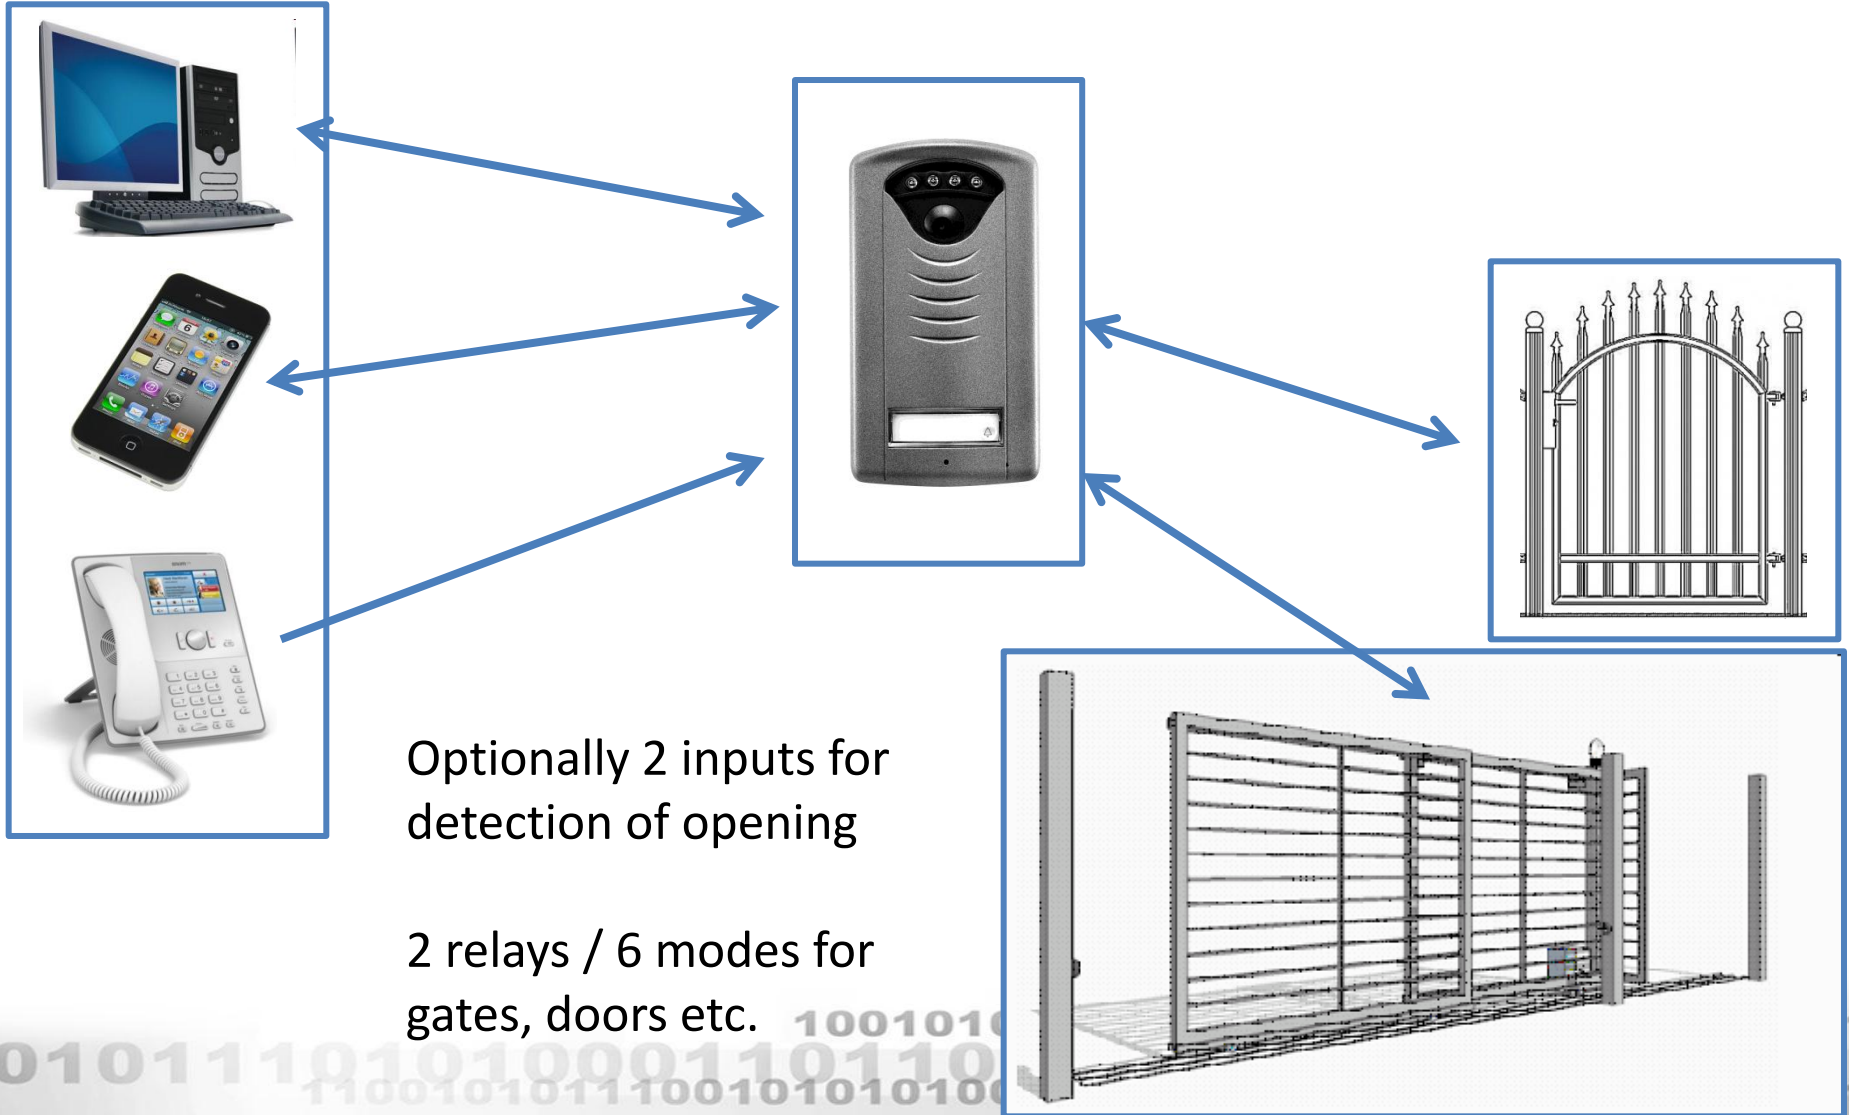 Optionally 2 inputs for
detection of opening
2 relays / 6 modes for
gates, doors etc.